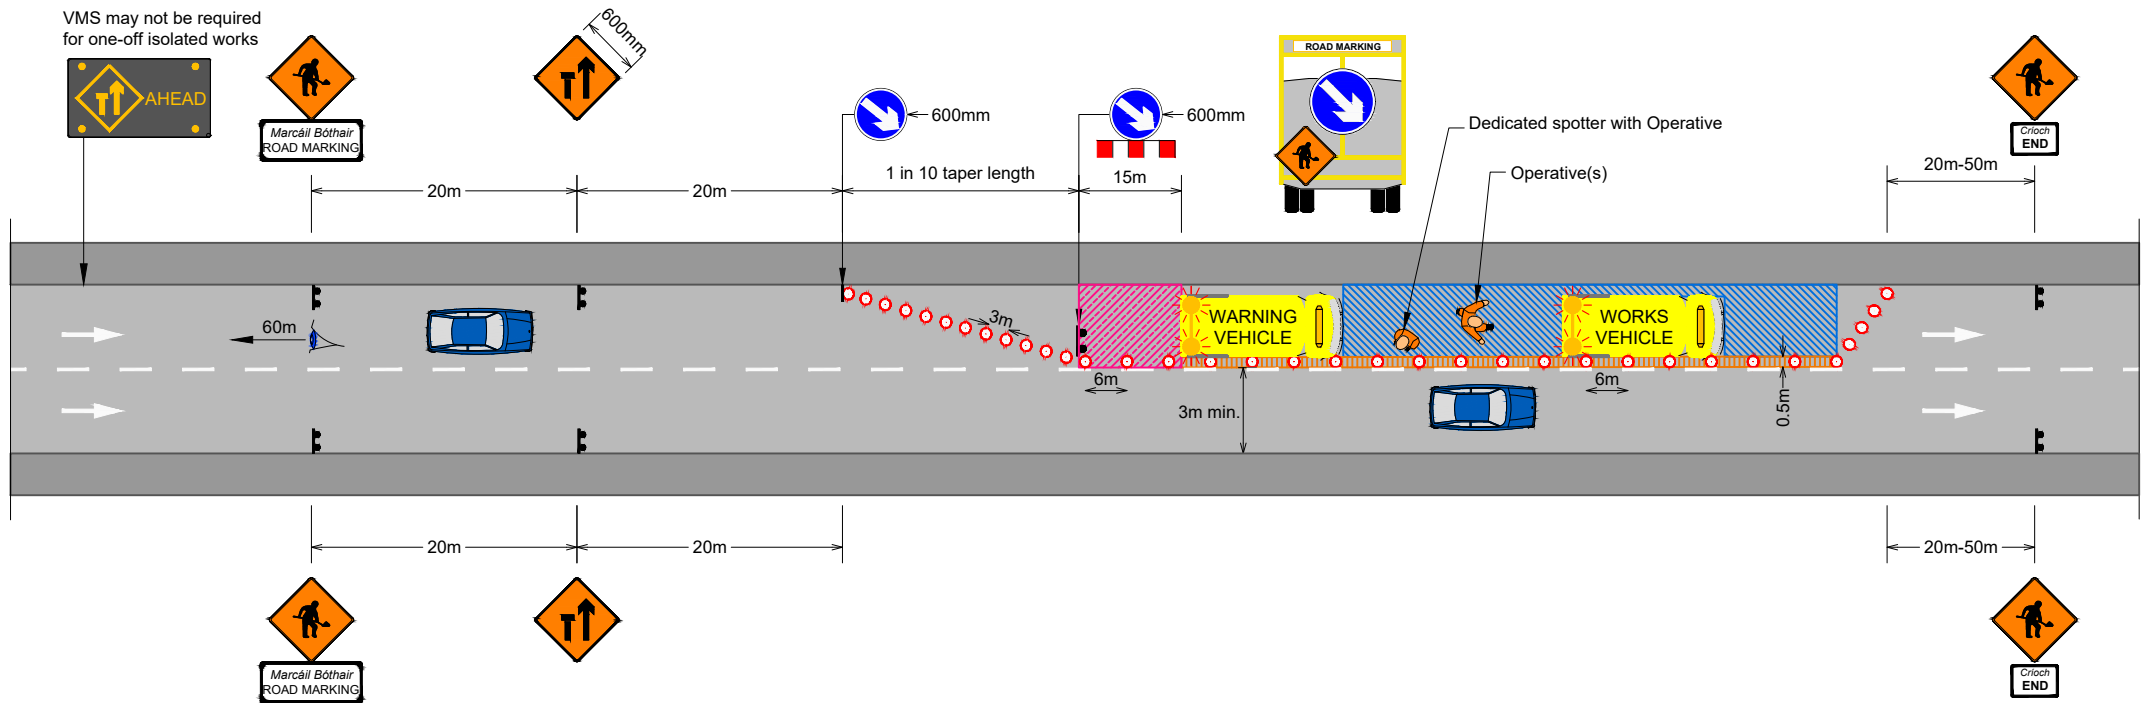 VMS may not be required
for one-off isolated works
AHEAD
Marcáil Bóthair
ROAD MARKING
600mm
600mm
600mm
ROAD MARKING
Dedicated spotter with Operative
Operative(s)
Críoch
END
20m
20m
1 in 10 taper length
15m
20m-50m
60m
3m
WARNING
VEHICLE
WORKS
VEHICLE
6m
6m
3m min.
0.5m
20m
20m
20m-50m
Marcáil Bóthair
ROAD MARKING
Críoch
END